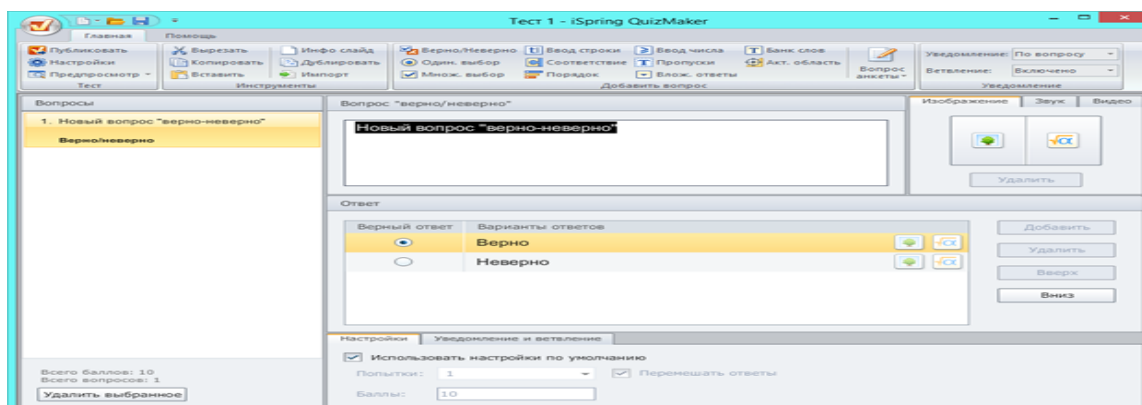 Тест 1 - iSpring QuizMaker
Главная Помощь
Публиковать Вырезать Инфо слайд Верно/Неверно Ввод строки Ввод числа Банк слов Уведомление: По вопросу
Настройки Копировать Дублировать Один. выбор Соответствие Пропуски Акт. область Вопрос анкеты Ветвление: Включено
Предпросмотр Вставить Импорт Множ. выбор Порядок Влож. ответы
Тест Инструменты Добавить вопрос Уведомление
Вопросы Вопрос "верно/неверно" Изображение Звук Видео
1. Новый вопрос "верно-неверно" Новый вопрос "верно-неверно"
Верно/неверно
Удалить
Ответ
Верный ответ Варианты ответов Добавить
Верно
Удалить
Неверно
Вверх
Вниз
Настройки Уведомление и ветвление
Использовать настройки по умолчанию
Всего баллов: 10 Попытки: 1 Перемешать ответы
Всего вопросов: 1
Удалить выбранное Баллы: 10